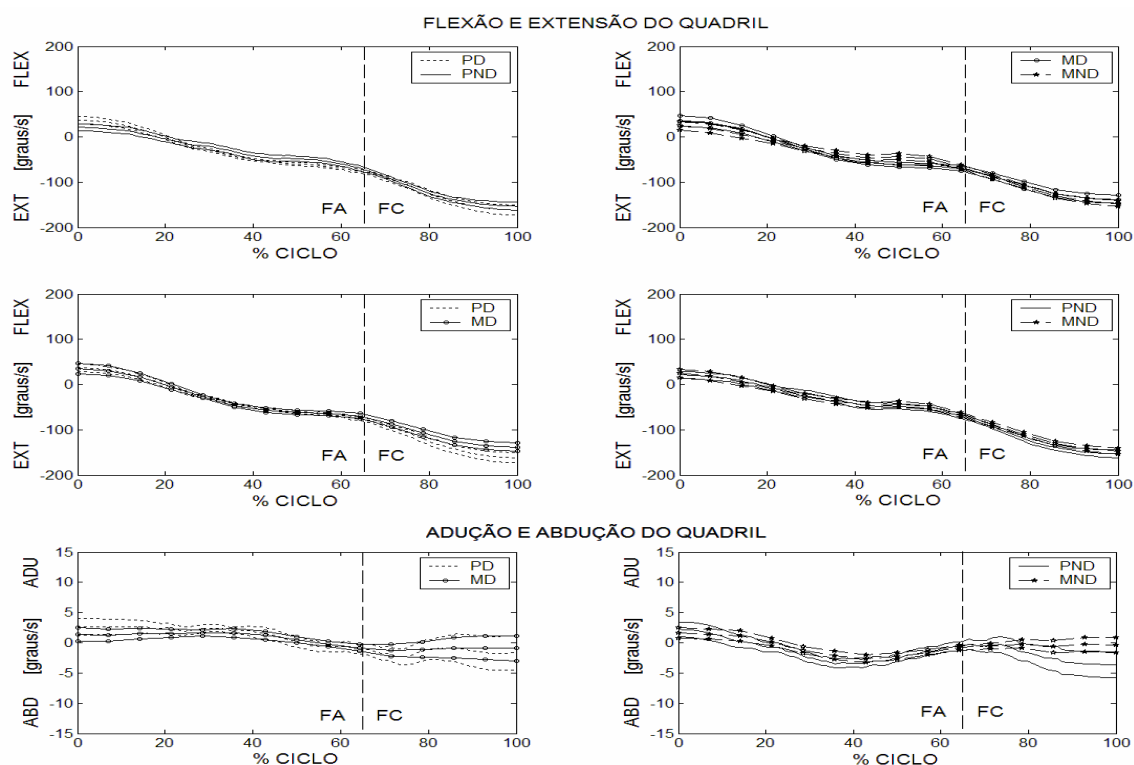 FLEXÃO E EXTENSÃO DO QUADRIL
200
100
0
-100
-200
EXT [graus/s] FLEX
PD
PND
FA FC
0 20 40 60 80 100
% CICLO
200
100
0
-100
-200
EXT [graus/s] FLEX
MD
MND
FA FC
0 20 40 60 80 100
% CICLO
200
100
0
-100
-200
EXT [graus/s] FLEX
PD
MD
FA FC
0 20 40 60 80 100
% CICLO
200
100
0
-100
-200
EXT [graus/s] FLEX
PND
MND
FA FC
0 20 40 60 80 100
% CICLO
ADUÇÃO E ABDUÇÃO DO QUADRIL
15
10
5
0
-5
-10
-15
ABD [graus/s] ADU
PD
MD
FA FC
0 20 40 60 80 100
% CICLO
15
10
5
0
-5
-10
-15
ABD [graus/s] ADU
PND
MND
FA FC
0 20 40 60 80 100
% CICLO